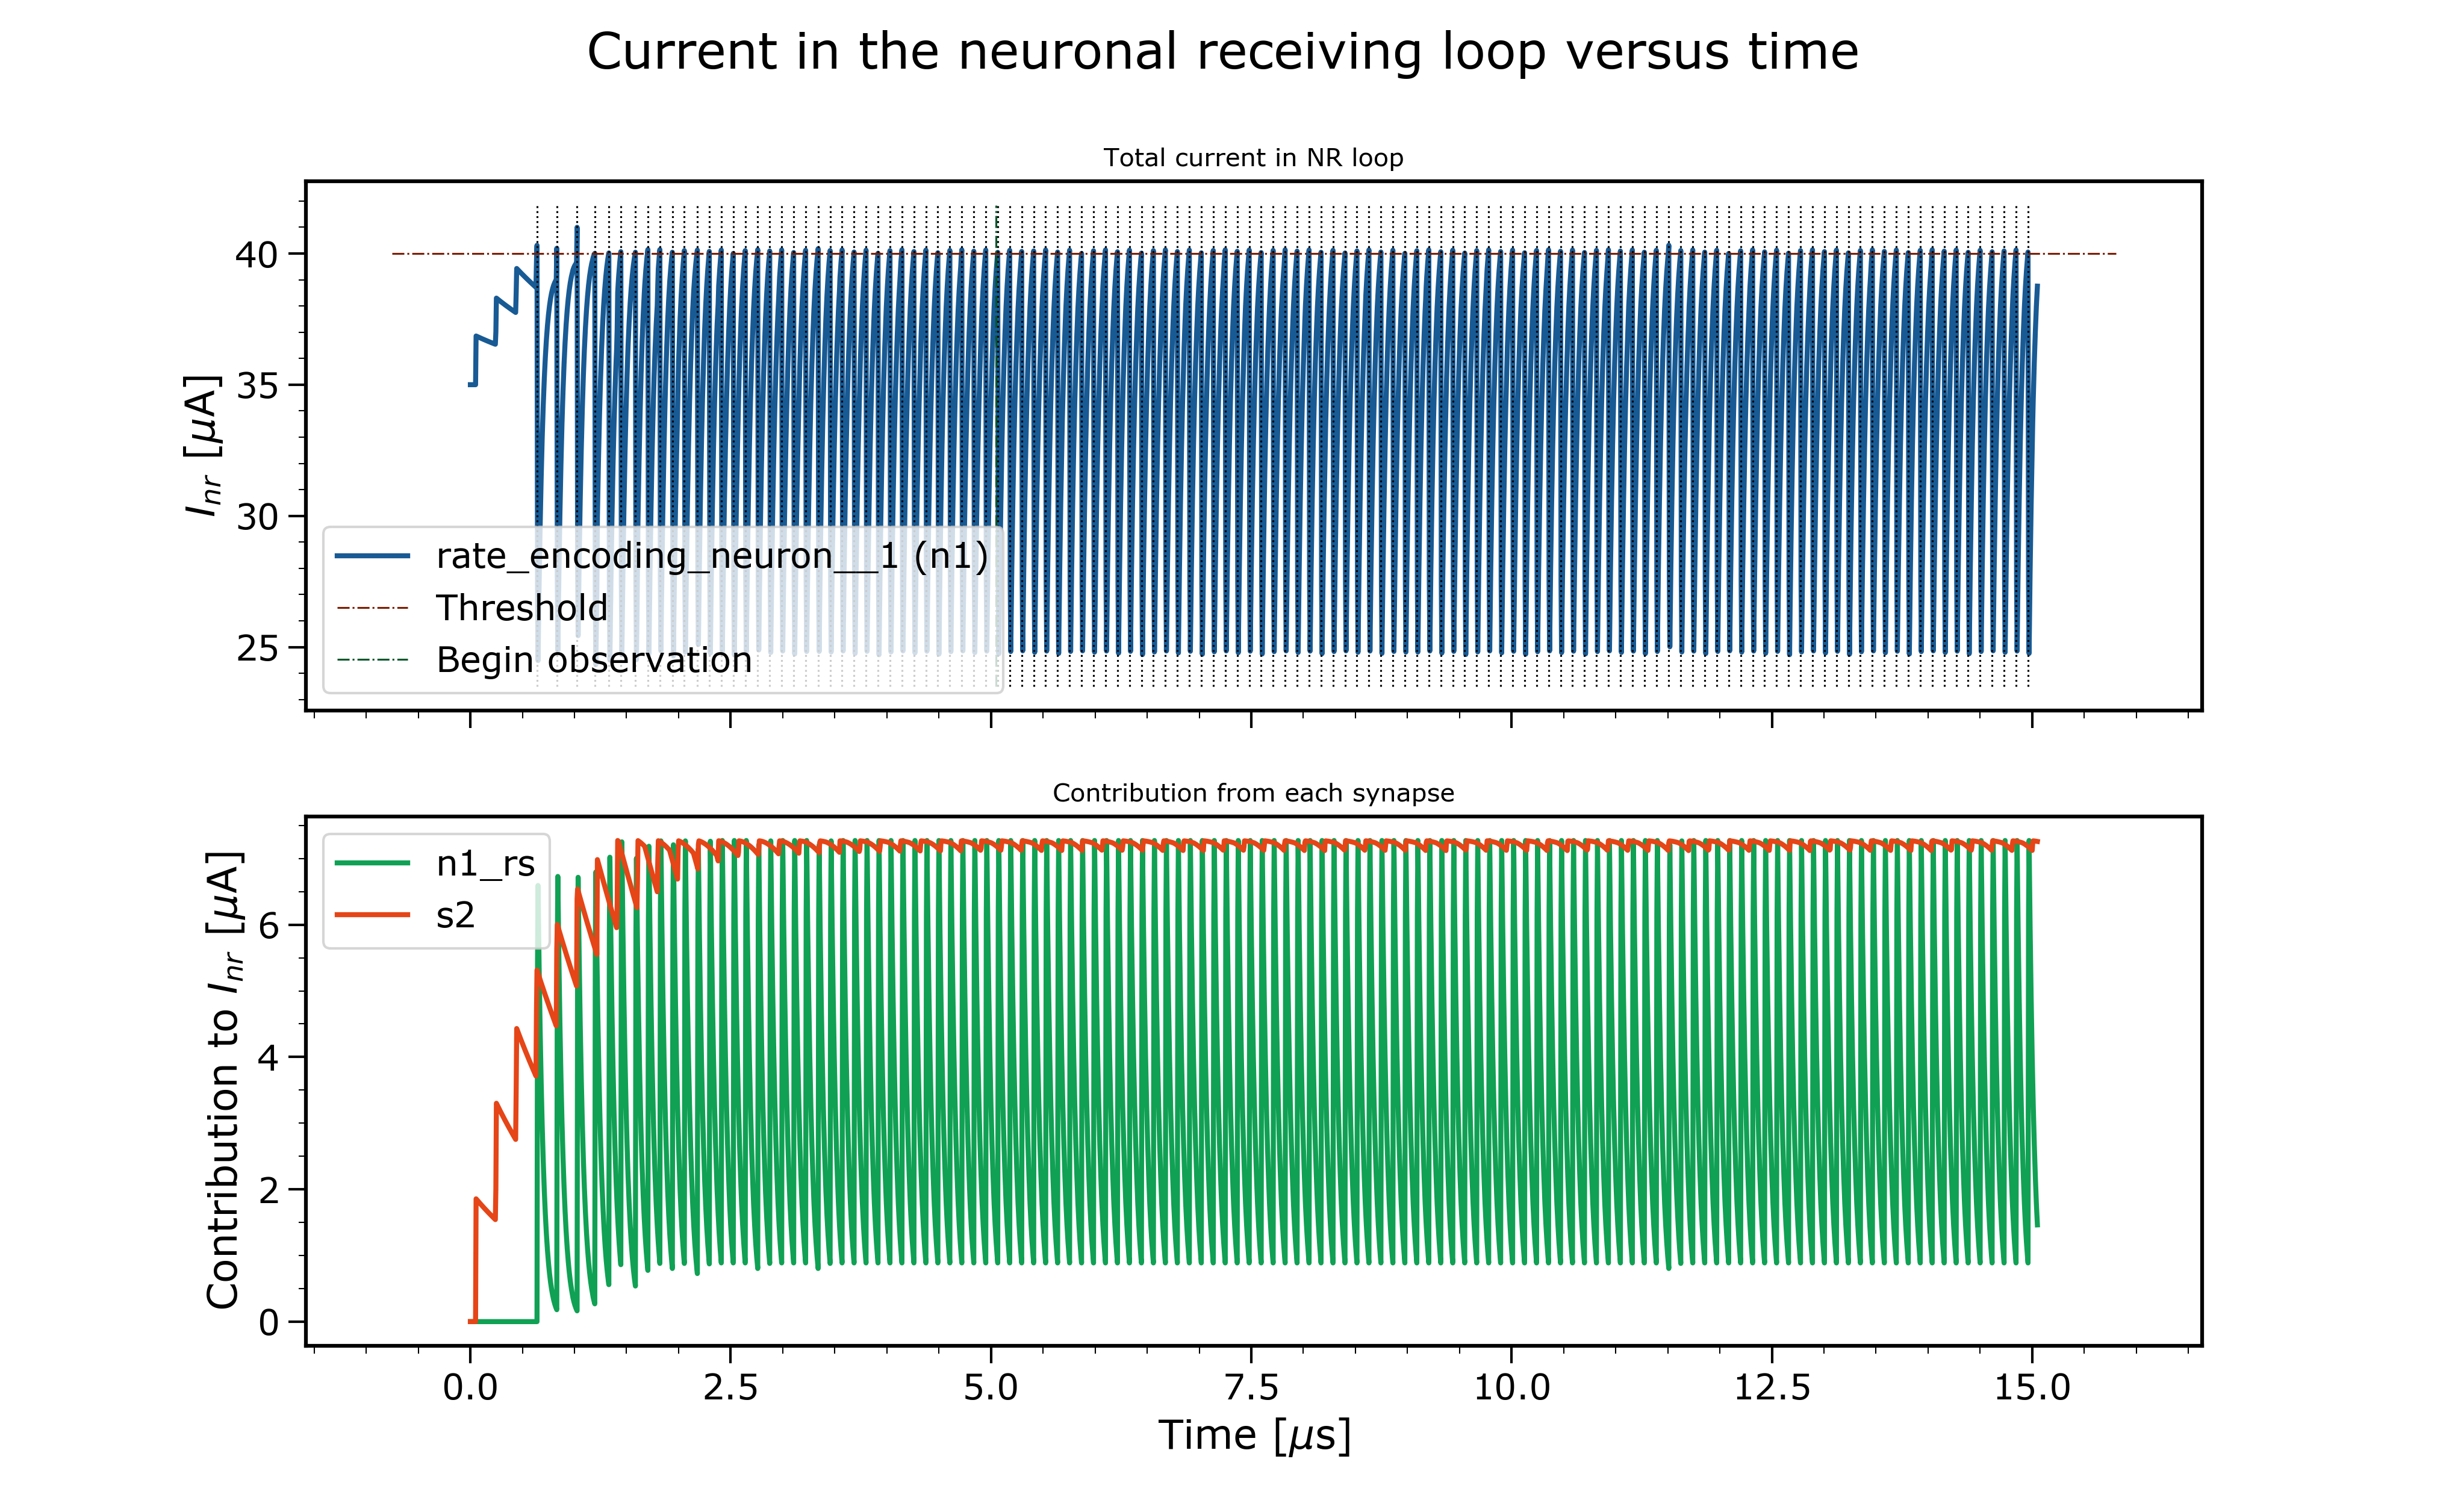 Current in the neuronal receiving loop versus time
Total current in NR loop
40
35
30
25
I_nr [μA]
rate_encoding_neuron__1 (n1)
Threshold
Begin observation
Contribution from each synapse
6
4
2
0
Contribution to I_nr [μA]
n1_rs
s2
0.0 2.5 5.0 7.5 10.0 12.5 15.0
Time [μs]